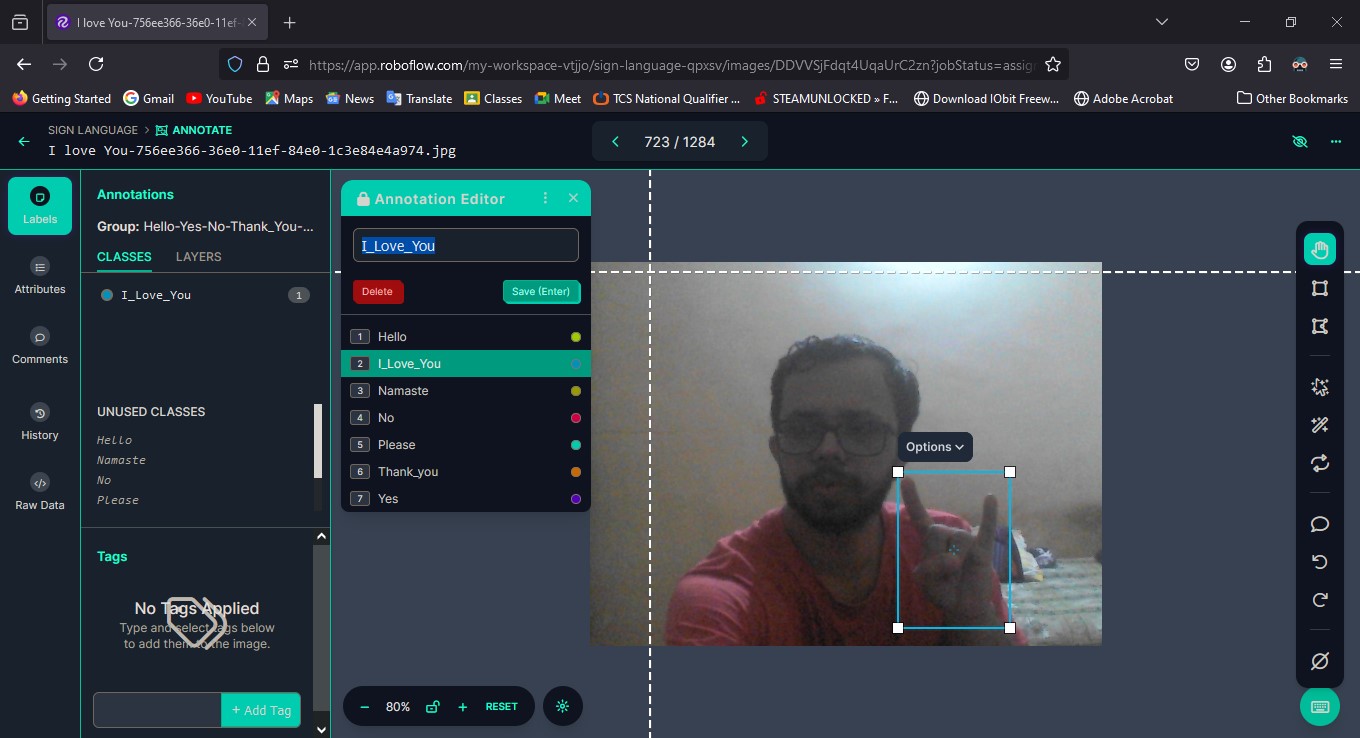 I love You-756ee366-36e0-11ef-
https://app.roboflow.com/my-workspace-vtjjo/sign-language-qpxsv/images/DDVVSjFdqt4UqaUrC2zn?jobStatus=assig
Getting Started Gmail YouTube Maps News Translate Classes Meet TCS National Qualifier ... STEAMUNLOCKED » F... Download IObit Freew... Adobe Acrobat Other Bookmarks
SIGN LANGUAGE > ANNOTATE
I love You-756ee366-36e0-11ef-84e0-1c3e84e4a974.jpg
723 / 1284
Labels
Attributes
Comments
History
Raw Data
Annotations
Group: Hello-Yes-No-Thank_You-...
CLASSES LAYERS
I_Love_You 1
UNUSED CLASSES
Hello
Namaste
No
Please
Tags
No Tags Applied
Type and select tags below
to add them to the image.
+ Add Tag
Annotation Editor
I_Love_You
Delete Save (Enter)
1 Hello
2 I_Love_You
3 Namaste
4 No
5 Please
6 Thank_you
7 Yes
Options
80% RESET